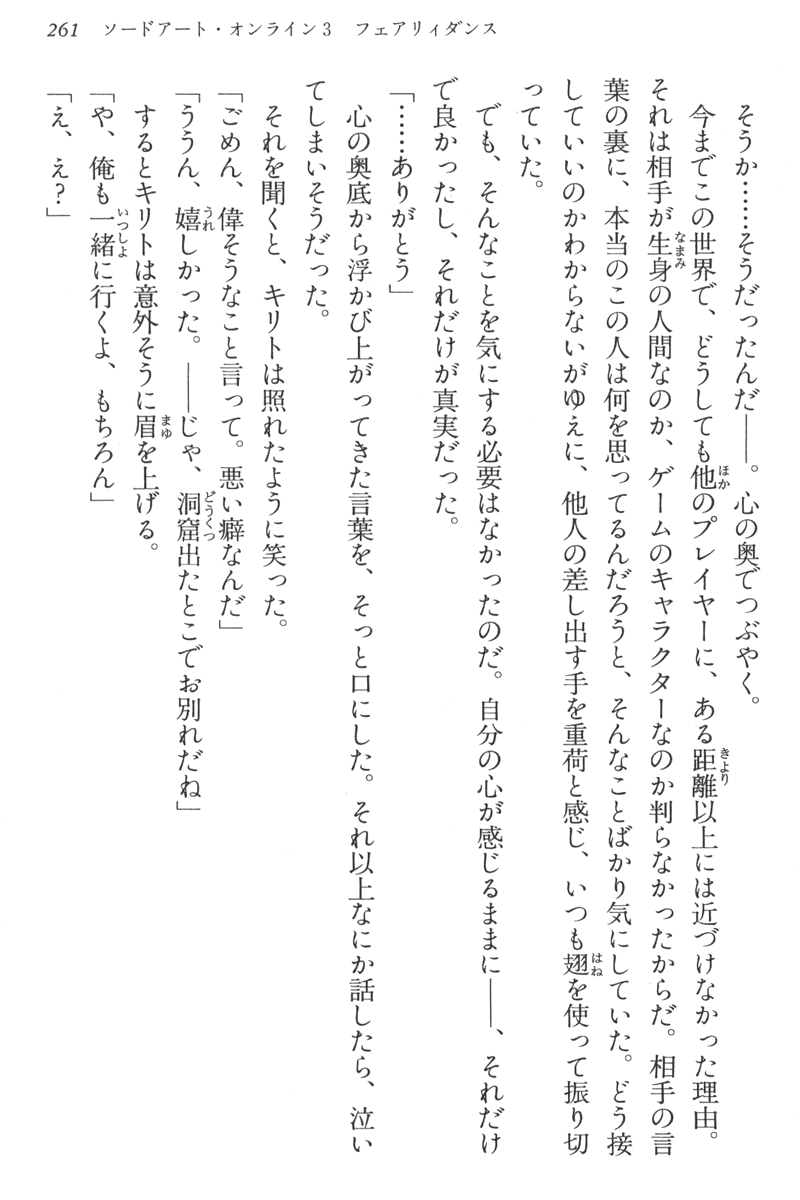 261　ソードアート・オンライン3　フェアリィダンス
そうか……そうだったんだ——。心の奥でつぶやく。
今までこの世界で、どうしても他のプレイヤーに、ある距離以上には近づけなかった理由。
それは相手が生身の人間なのか、ゲームのキャラクターなのか判らなかったからだ。相手の言
葉の裏に、本当のこの人は何を思ってるんだろうと、そんなことばかり気にしていた。どう接
していいのかわからないがゆえに、他人の差し出す手を重荷と感じ、いつも翅を使って振り切
っていた。
でも、そんなことを気にする必要はなかったのだ。自分の心が感じるままに——、それだけ
で良かったし、それだけが真実だった。
「……ありがとう」
心の奥底から浮かび上がってきた言葉を、そっと口にした。それ以上なにか話したら、泣い
てしまいそうだった。
それを聞くと、キリトは照れたように笑った。
「ごめん、偉そうなこと言って。悪い癖なんだ」
「ううん、嬉しかった。——じゃ、洞窟出たとこでお別れだね」
するとキリトは意外そうに眉を上げる。
「や、俺も一緒に行くよ、もちろん」
「え、え？」